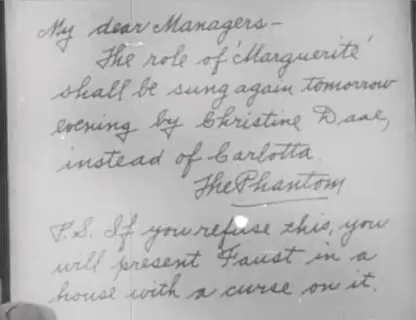 My dear Managers-
The role of 'Marguerite'
shall be sung again tomorrow
evening by Christine Daae,
instead of Carlotta.
The Phantom
P.S. If you refuse this, you
will present Faust in a
house with a curse on it.